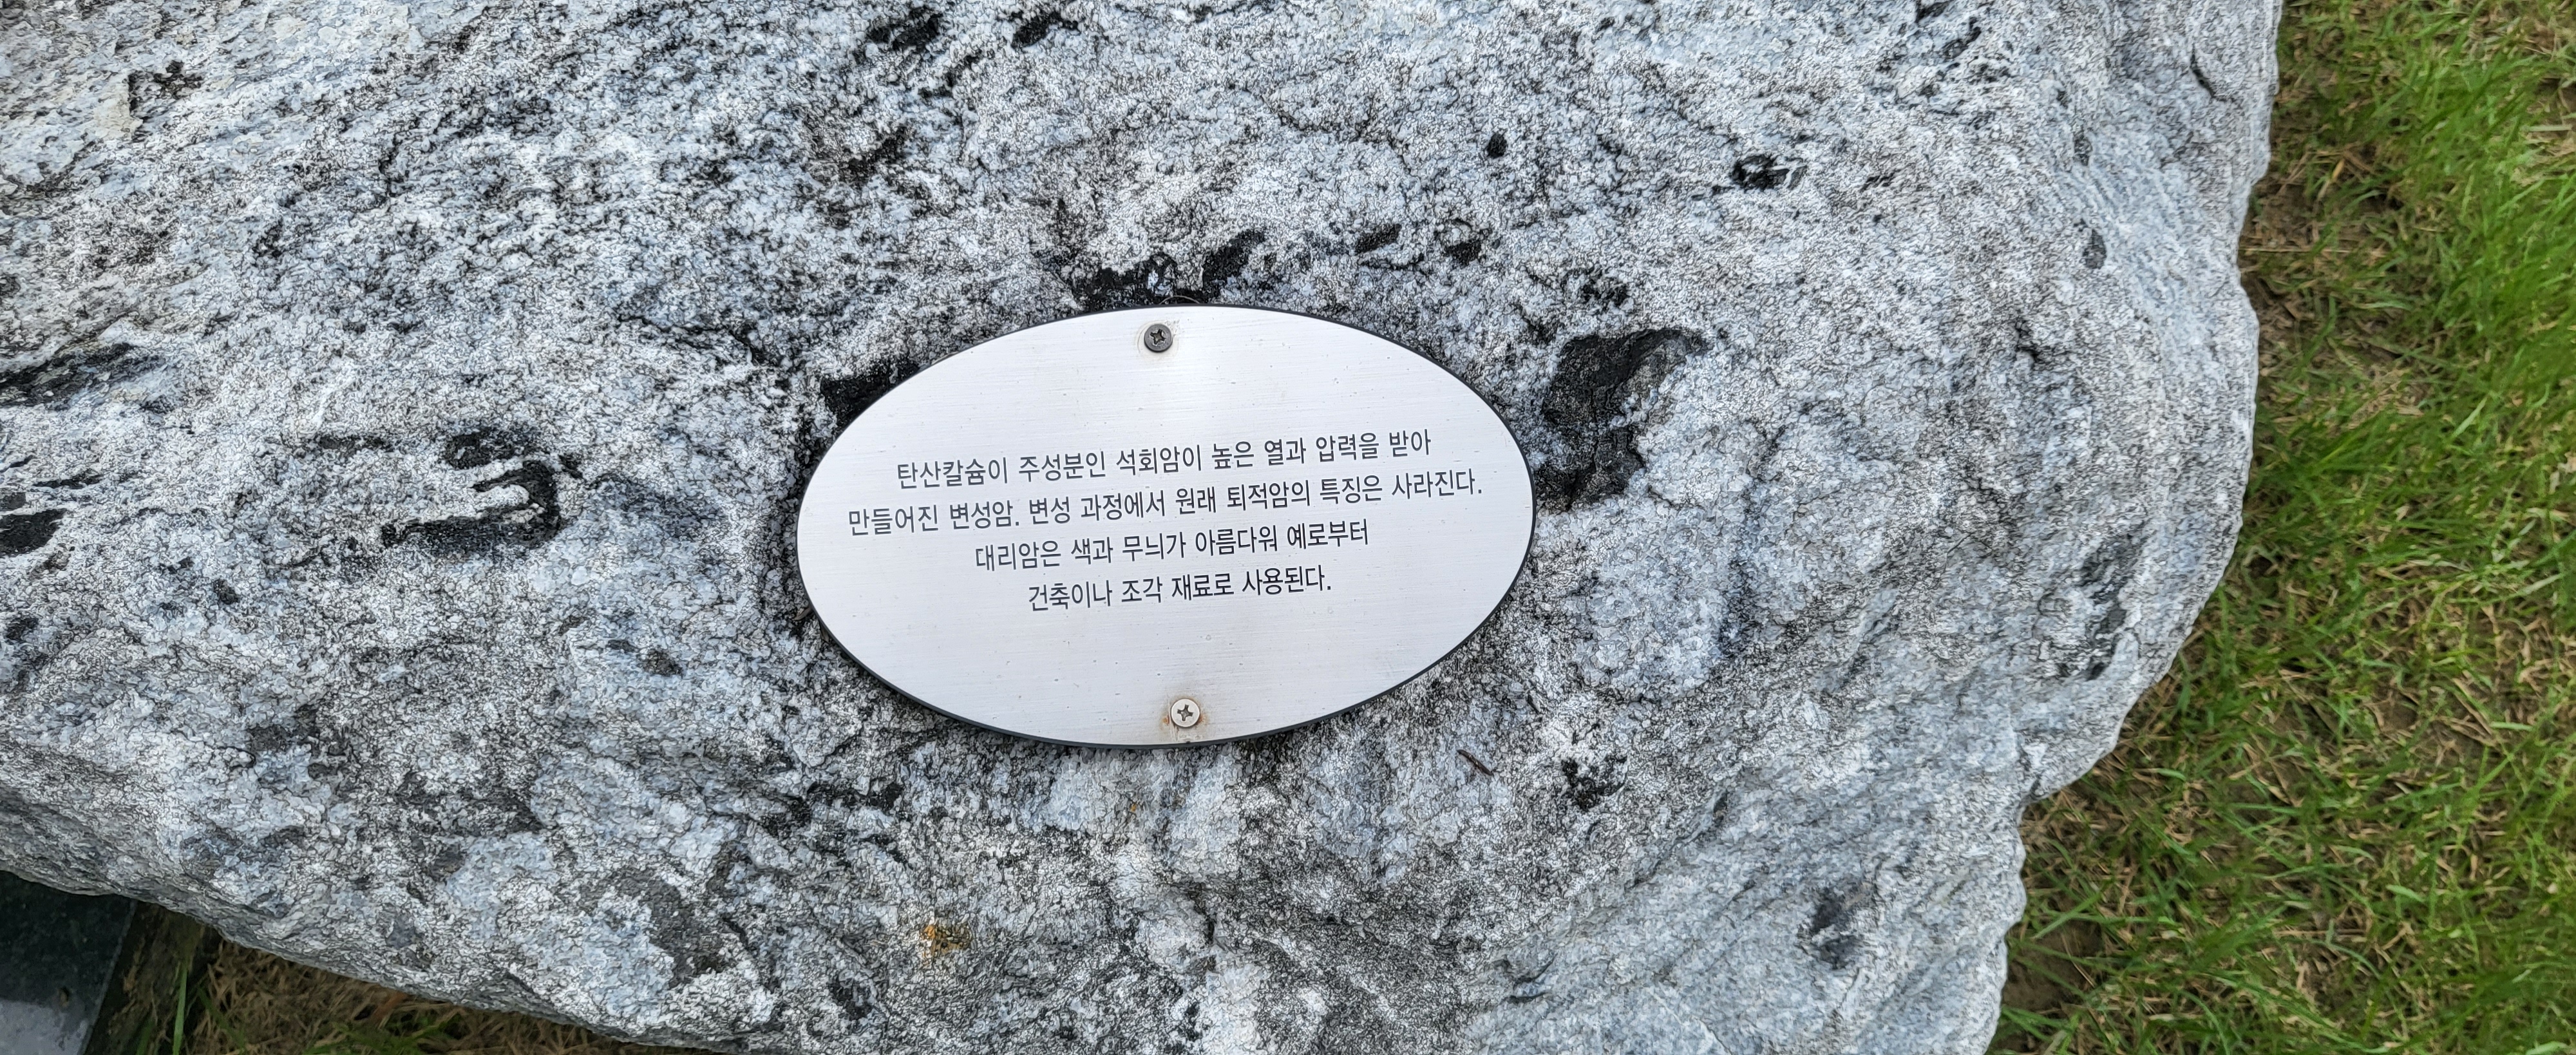 탄산칼슘이 주성분인 석회암이 높은 열과 압력을 받아
만들어진 변성암. 변성 과정에서 원래 퇴적암의 특징은 사라진다.
대리암은 색과 무늬가 아름다워 예로부터
건축이나 조각 재료로 사용된다.